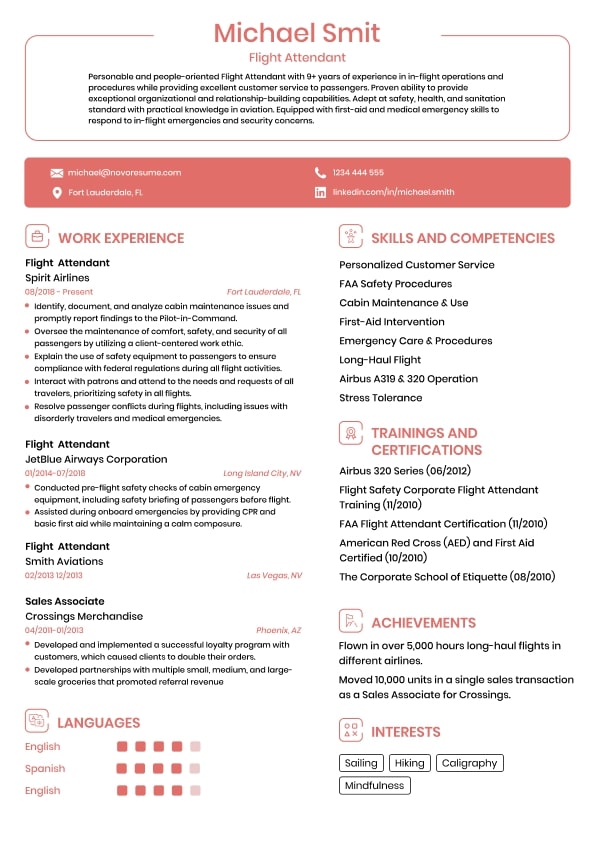 Michael Smit
Flight Attendant
Personable and people-oriented Flight Attendant with 9+ years of experience in in-flight operations and
procedures while providing excellent customer service to passengers. Proven ability to provide
exceptional organizational and relationship-building capabilities. Adept at safety, health, and sanitation
standard with practical knowledge in aviation. Equipped with first-aid and medical emergency skills to
respond to in-flight emergencies and security concerns.
michael@novoresume.com
1234 444 555
Fort Lauderdale, FL
linkedin.com/in/michael.smith
WORK EXPERIENCE
Flight Attendant
Spirit Airlines
08/2018 - Present
Fort Lauderdale, FL
Identify, document, and analyze cabin maintenance issues and
promptly report findings to the Pilot-in-Command.
Oversee the maintenance of comfort, safety, and security of all
passengers by utilizing a client-centered work ethic.
Explain the use of safety equipment to passengers to ensure
compliance with federal regulations during all flight activities.
Interact with patrons and attend to the needs and requests of all
travelers, prioritizing safety in all flights.
Resolve passenger conflicts during flights, including issues with
disorderly travelers and medical emergencies.
Flight Attendant
JetBlue Airways Corporation
01/2014-07/2018
Long Island City, NV
Conducted pre-flight safety checks of cabin emergency
equipment, including safety briefing of passengers before flight.
Assisted during onboard emergencies by providing CPR and
basic first aid while maintaining a calm composure.
Flight Attendant
Smith Aviations
02/2013 12/2013
Las Vegas, NV
Sales Associate
Crossings Merchandise
04/2011-01/2013
Phoenix, AZ
Developed and implemented a successful loyalty program with
customers, which caused clients to double their orders.
Developed partnerships with multiple small, medium, and large-
scale groceries that promoted referral revenue
LANGUAGES
English
Spanish
English
SKILLS AND COMPETENCIES
Personalized Customer Service
FAA Safety Procedures
Cabin Maintenance & Use
First-Aid Intervention
Emergency Care & Procedures
Long-Haul Flight
Airbus A319 & 320 Operation
Stress Tolerance
TRAININGS AND
CERTIFICATIONS
Airbus 320 Series (06/2012)
Flight Safety Corporate Flight Attendant
Training (11/2010)
FAA Flight Attendant Certification (11/2010)
American Red Cross (AED) and First Aid
Certified (10/2010)
The Corporate School of Etiquette (08/2010)
ACHIEVEMENTS
Flown in over 5,000 hours long-haul flights in
different airlines.
Moved 10,000 units in a single sales transaction
as a Sales Associate for Crossings.
INTERESTS
Sailing
Hiking
Caligraphy
Mindfulness